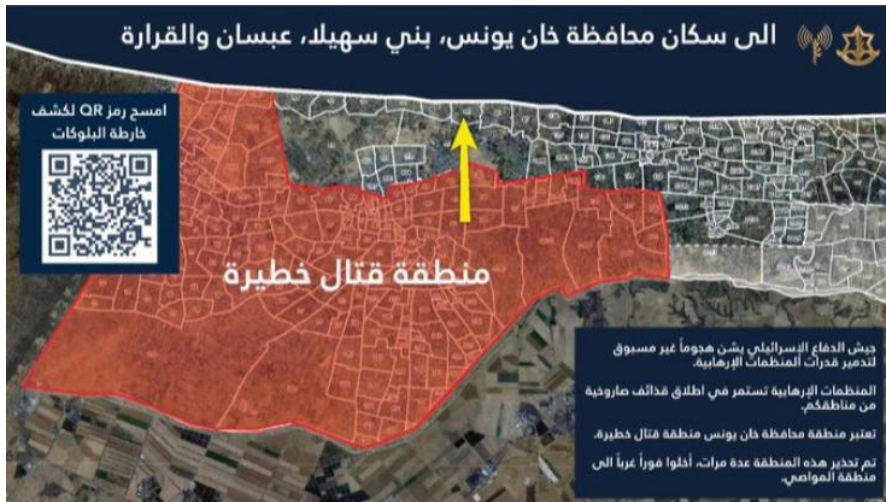 الى سكان محافظة خان يونس، بني سهيلا، عبسان والقرارة
امسح رمز QR لكشف
خارطة البلوكات
منطقة قتال خطيرة
جيش الدفاع الإسرائيلي يشن هجوماً غير مسبوق
لتدمير قدرات المنظمات الإرهابية.
المنظمات الإرهابية تستمر في اطلاق قذائف صاروخية
من مناطقكم.
تعتبر منطقة محافظة خان يونس منطقة قتال خطيرة.
تم تحذير هذه المنطقة عدة مرات، أخلوا فوراً غرباً الى
منطقة المواصي.